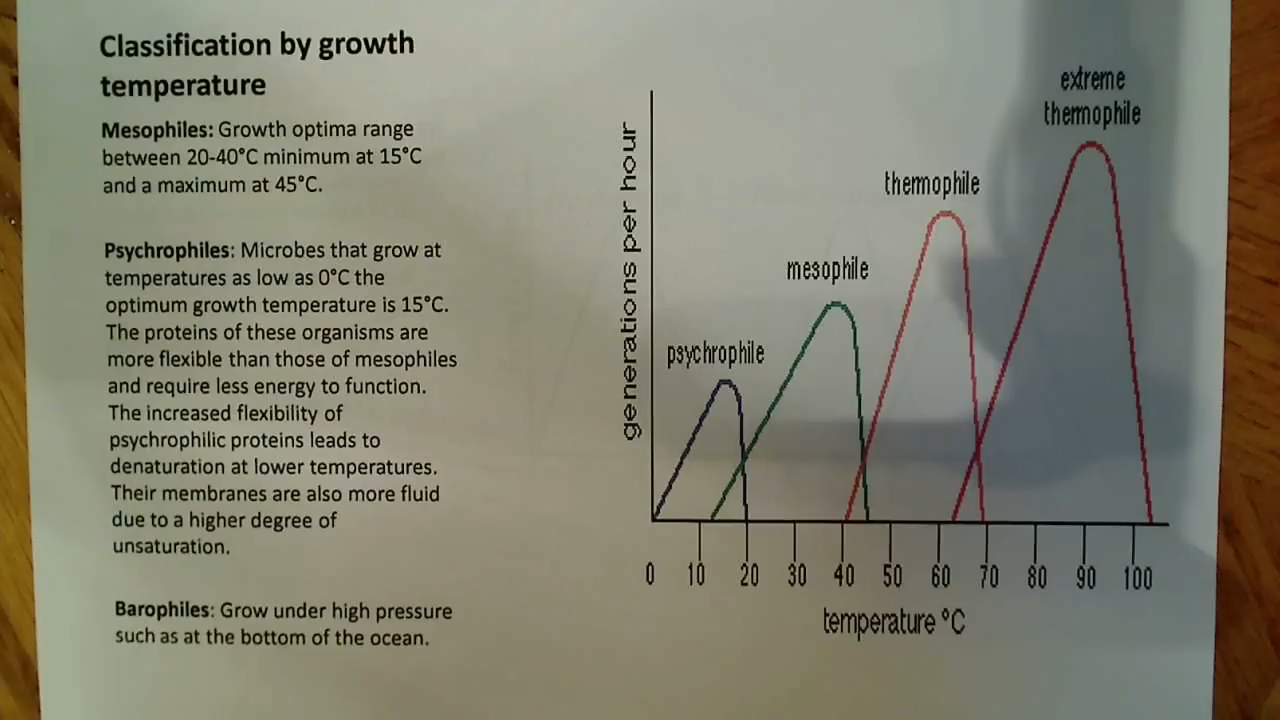 Classification by growth
temperature
Mesophiles: Growth optima range
between 20-40°C minimum at 15°C
and a maximum at 45°C.
Psychrophiles: Microbes that grow at
temperatures as low as 0°C the
optimum growth temperature is 15°C.
The proteins of these organisms are
more flexible than those of mesophiles
and require less energy to function.
The increased flexibility of
psychrophilic proteins leads to
denaturation at lower temperatures.
Their membranes are also more fluid
due to a higher degree of
unsaturation.
Barophiles: Grow under high pressure
such as at the bottom of the ocean.
generations per hour
psychrophile
mesophile
thermophile
extreme
thermophile
0 10 20 30 40 50 60 70 80 90 100
temperature °C